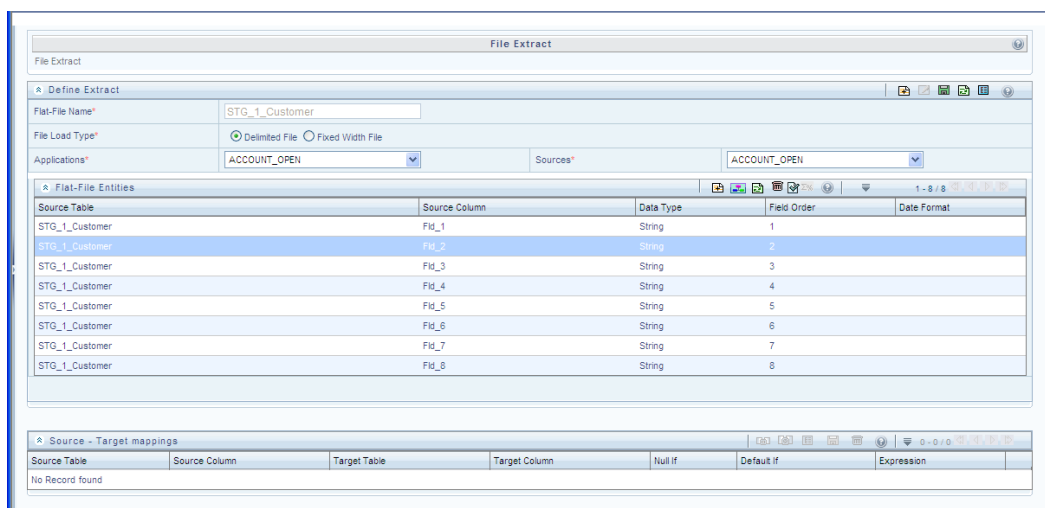 File Extract
File Extract
Define Extract
Flat-File Name* STG_1_Customer
File Load Type* Delimited File Fixed Width File
Applications* ACCOUNT_OPEN Sources* ACCOUNT_OPEN
Flat-File Entities 1 - 8 / 8
Source Table Source Column Data Type Field Order Date Format
STG_1_Customer Fld_1 String 1
STG_1_Customer Fld_2 String 2
STG_1_Customer Fld_3 String 3
STG_1_Customer Fld_4 String 4
STG_1_Customer Fld_5 String 5
STG_1_Customer Fld_6 String 6
STG_1_Customer Fld_7 String 7
STG_1_Customer Fld_8 String 8
Source - Target mappings 0 - 0 / 0
Source Table Source Column Target Table Target Column Null If Default If Expression
No Record found